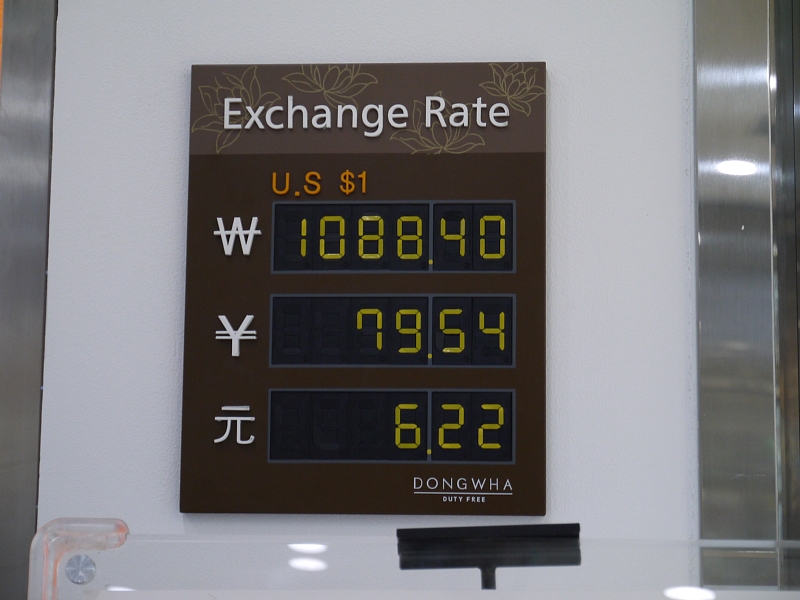 Exchange Rate
U.S $1
₩ 1088.40
¥ 79.54
元 6.22
DONGWHA
DUTY FREE